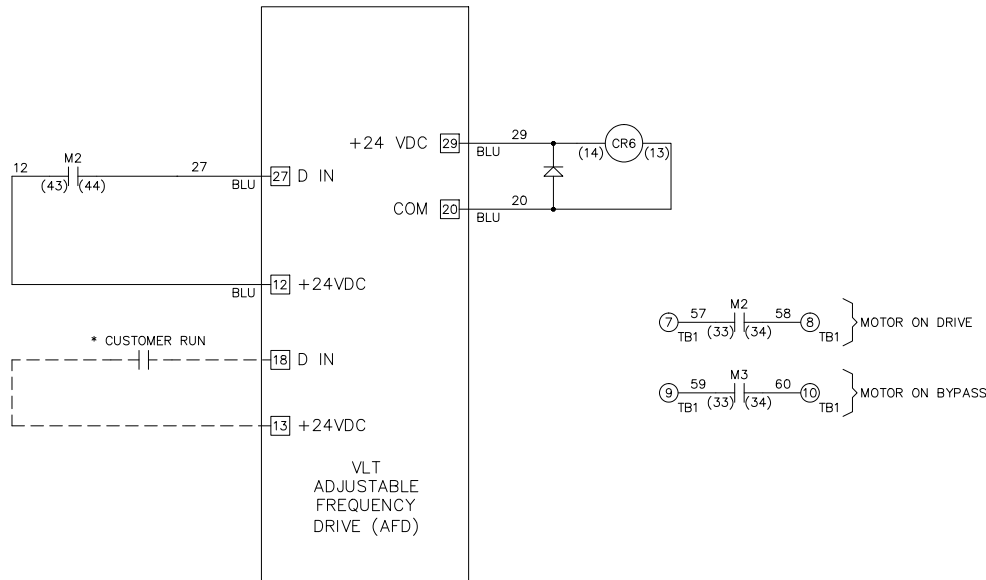 +24 VDC 29 29 BLU (14) CR6 (13)
12 M2 (43) (44) 27 BLU 27 D IN
COM 20 20 BLU
BLU 12 +24VDC
7 TB1 57 (33) M2 (34) 58 8 TB1 MOTOR ON DRIVE
* CUSTOMER RUN 18 D IN
9 TB1 59 (33) M3 (34) 60 10 TB1 MOTOR ON BYPASS
13 +24VDC
VLT
ADJUSTABLE
FREQUENCY
DRIVE (AFD)